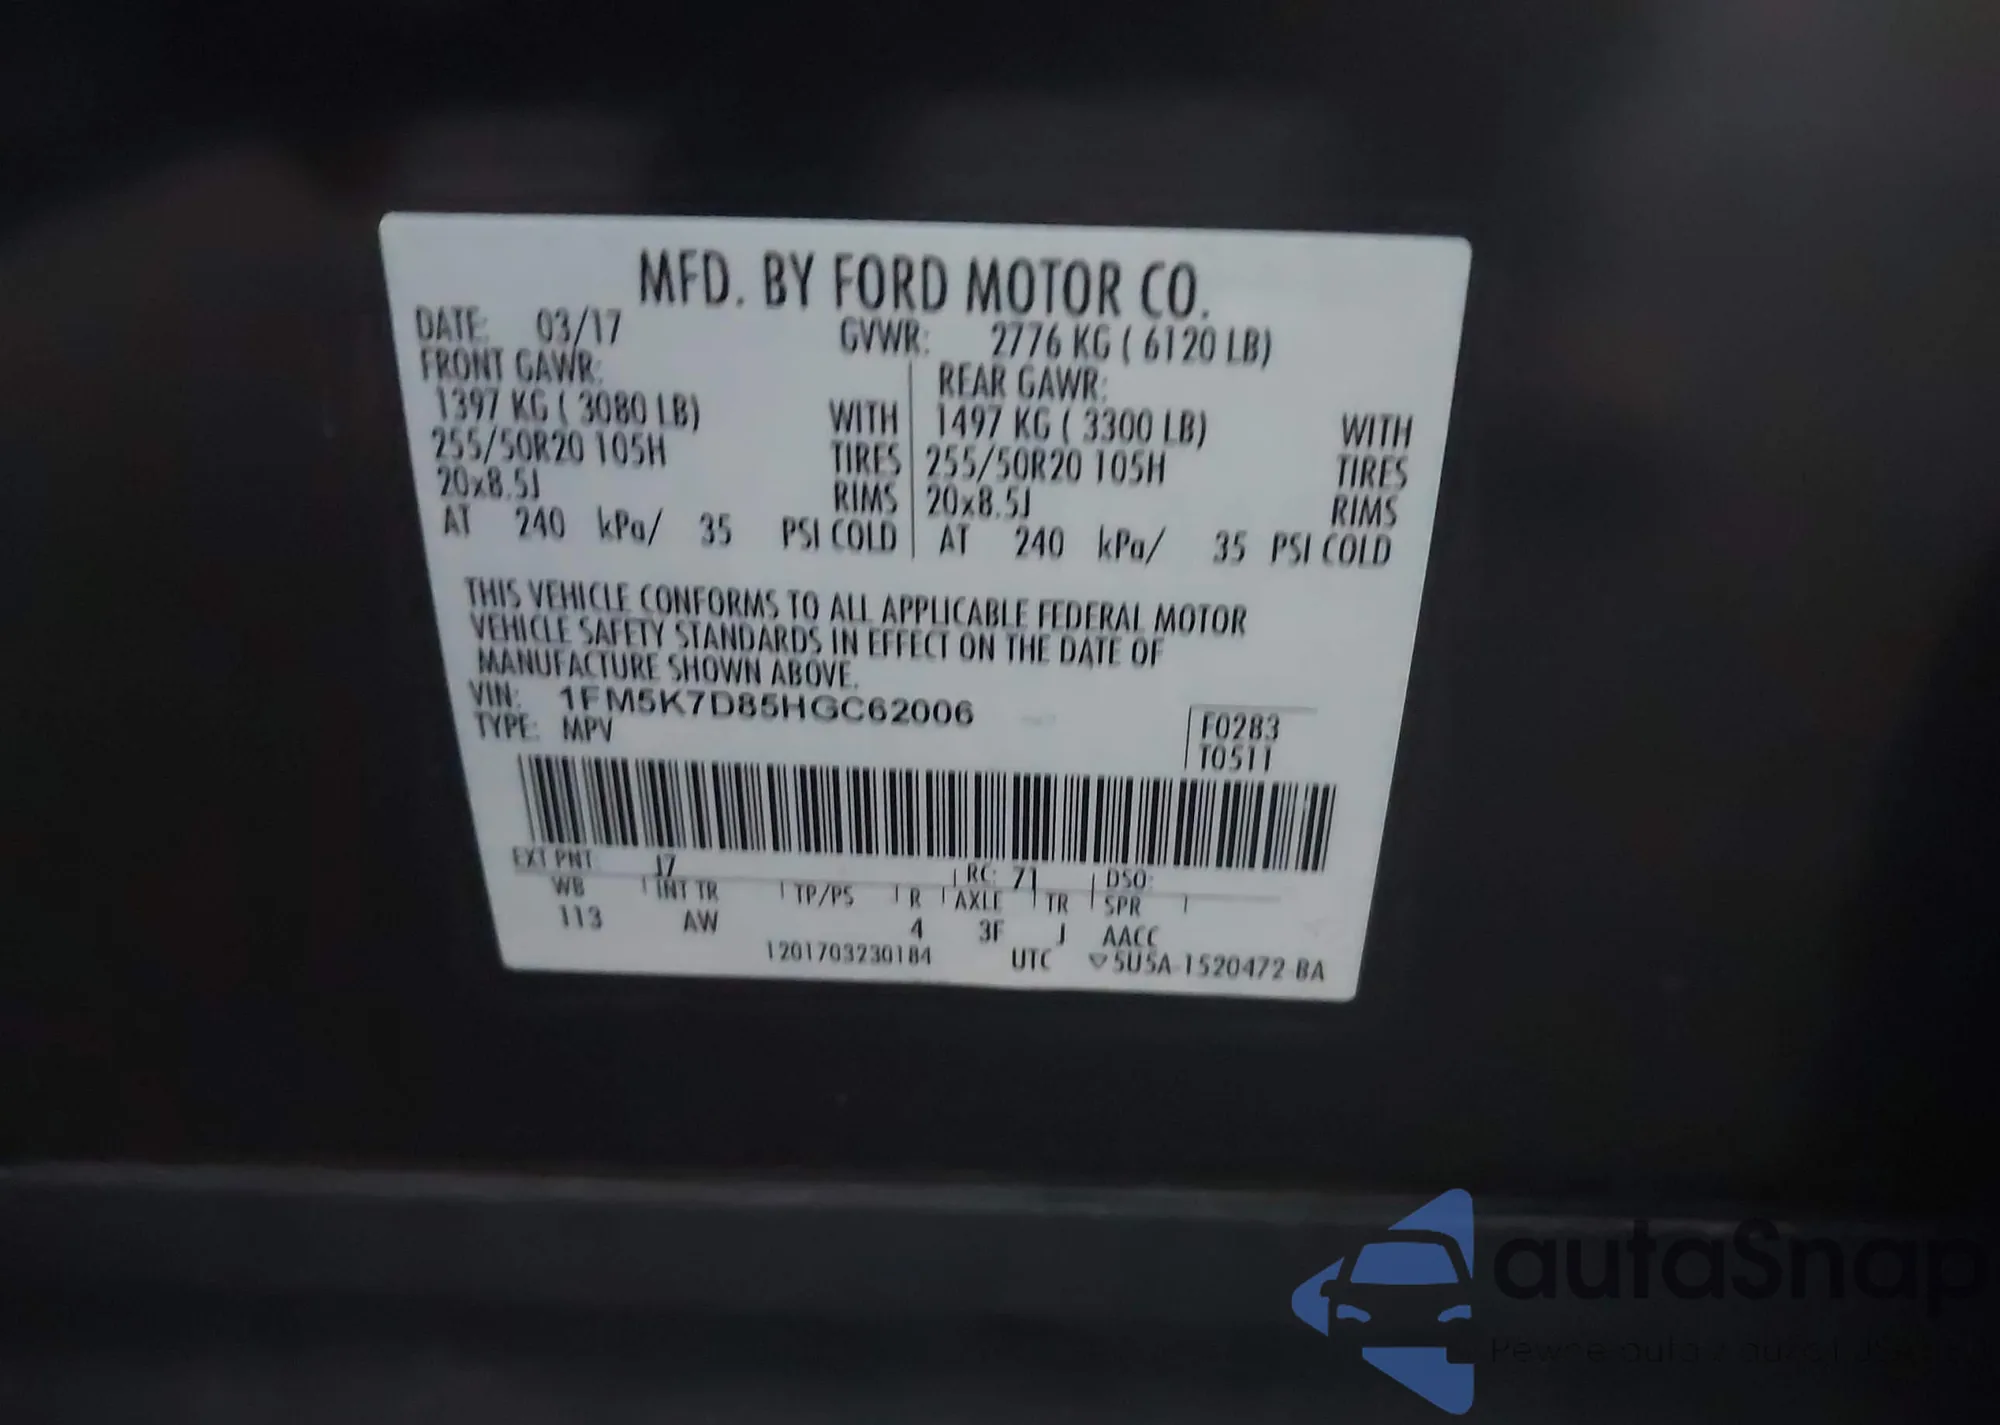 MFD. BY FORD MOTOR CO.
DATE: 03/17 GVWR: 2776 KG ( 6120 LB)
FRONT GAWR: REAR GAWR:
1397 KG ( 3080 LB) WITH 1497 KG ( 3300 LB) WITH
255/50R20 105H TIRES 255/50R20 105H TIRES
20x8.5J RIMS 20x8.5J RIMS
AT 240 kPa/ 35 PSI COLD AT 240 kPa/ 35 PSI COLD
THIS VEHICLE CONFORMS TO ALL APPLICABLE FEDERAL MOTOR
VEHICLE SAFETY STANDARDS IN EFFECT ON THE DATE OF
MANUFACTURE SHOWN ABOVE.
VIN: 1FM5K7D85HGC62006
TYPE: MPV
F0283
T0511
EXT PNT: J7 RC: 71 DSO:
WB INT TR TP/PS R AXLE TR SPR
113 AW 4 3F J AACC
1201703230184 UTC ▽5U5A-1520472-BA
autaSnap
Pewne auta z